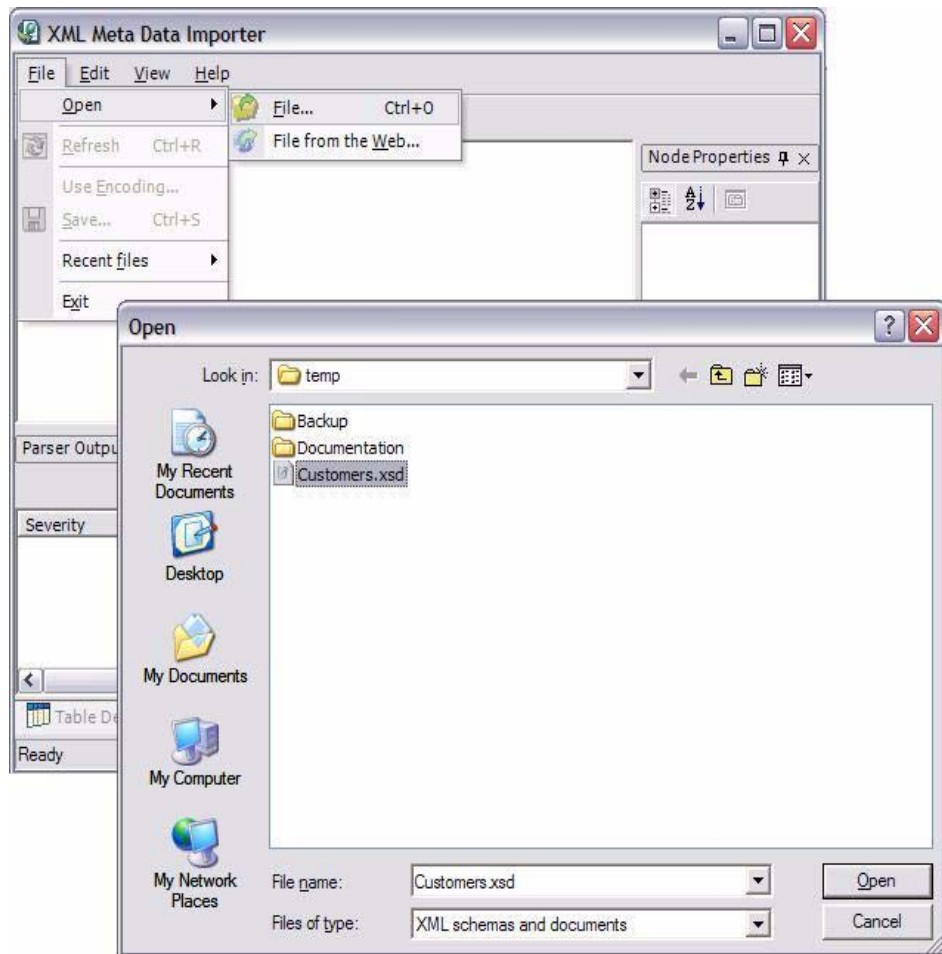 XML Meta Data Importer
File Edit View Help
Open
File... Ctrl+O
Refresh Ctrl+R
File from the Web...
Node Properties
Use Encoding...
Save... Ctrl+S
Recent files
Exit
Open
Look in: temp
Backup
Documentation
Customers.xsd
My Recent
Documents
Desktop
My Documents
My Computer
My Network
Places
Parser Outpu
Severity
Table De
Ready
File name: Customers.xsd Open
Files of type: XML schemas and documents Cancel